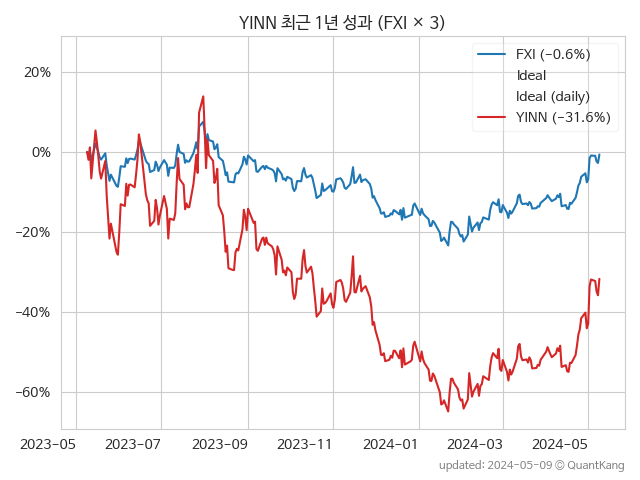 YINN 최근 1년 성과 (FXI × 3)
FXI (−0.6%)
Ideal
Ideal (daily)
YINN (−31.6%)
20%
0%
−20%
−40%
−60%
2023-05 2023-07 2023-09 2023-11 2024-01 2024-03 2024-05
updated: 2024-05-09 © QuantKang